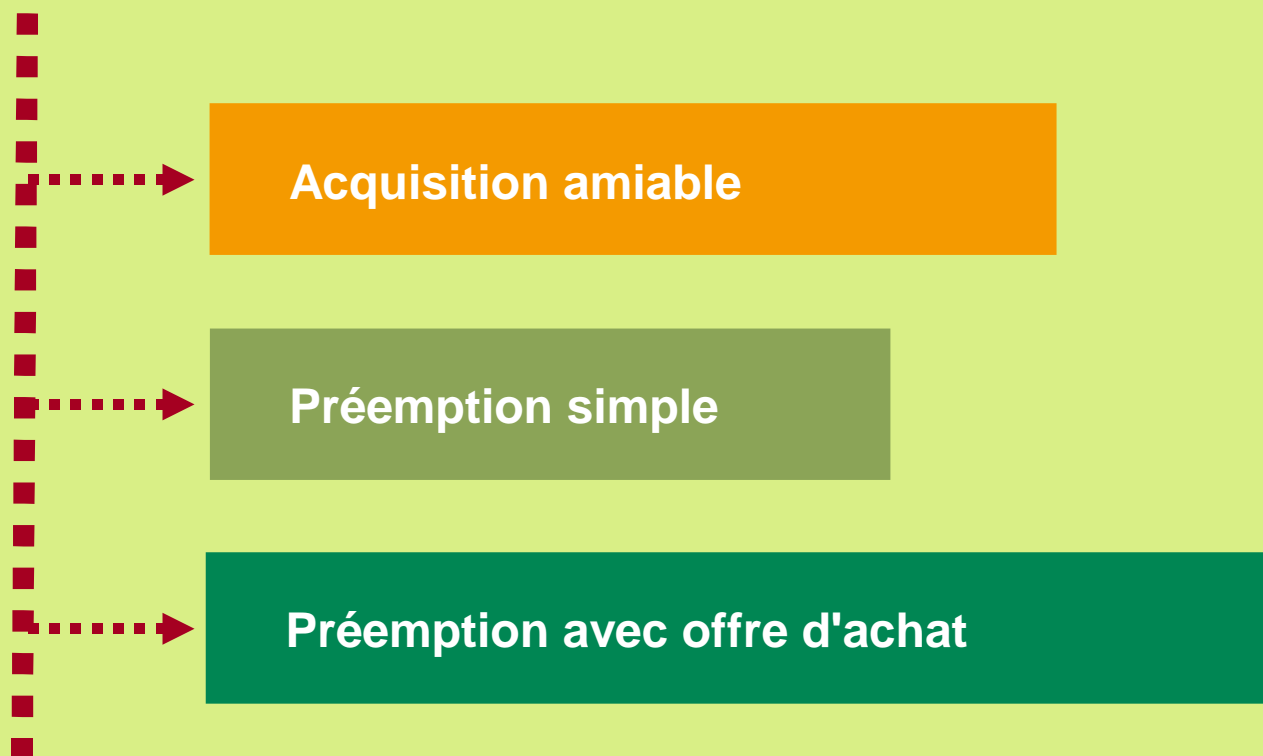 Acquisition amiable
Préemption simple
Préemption avec offre d'achat